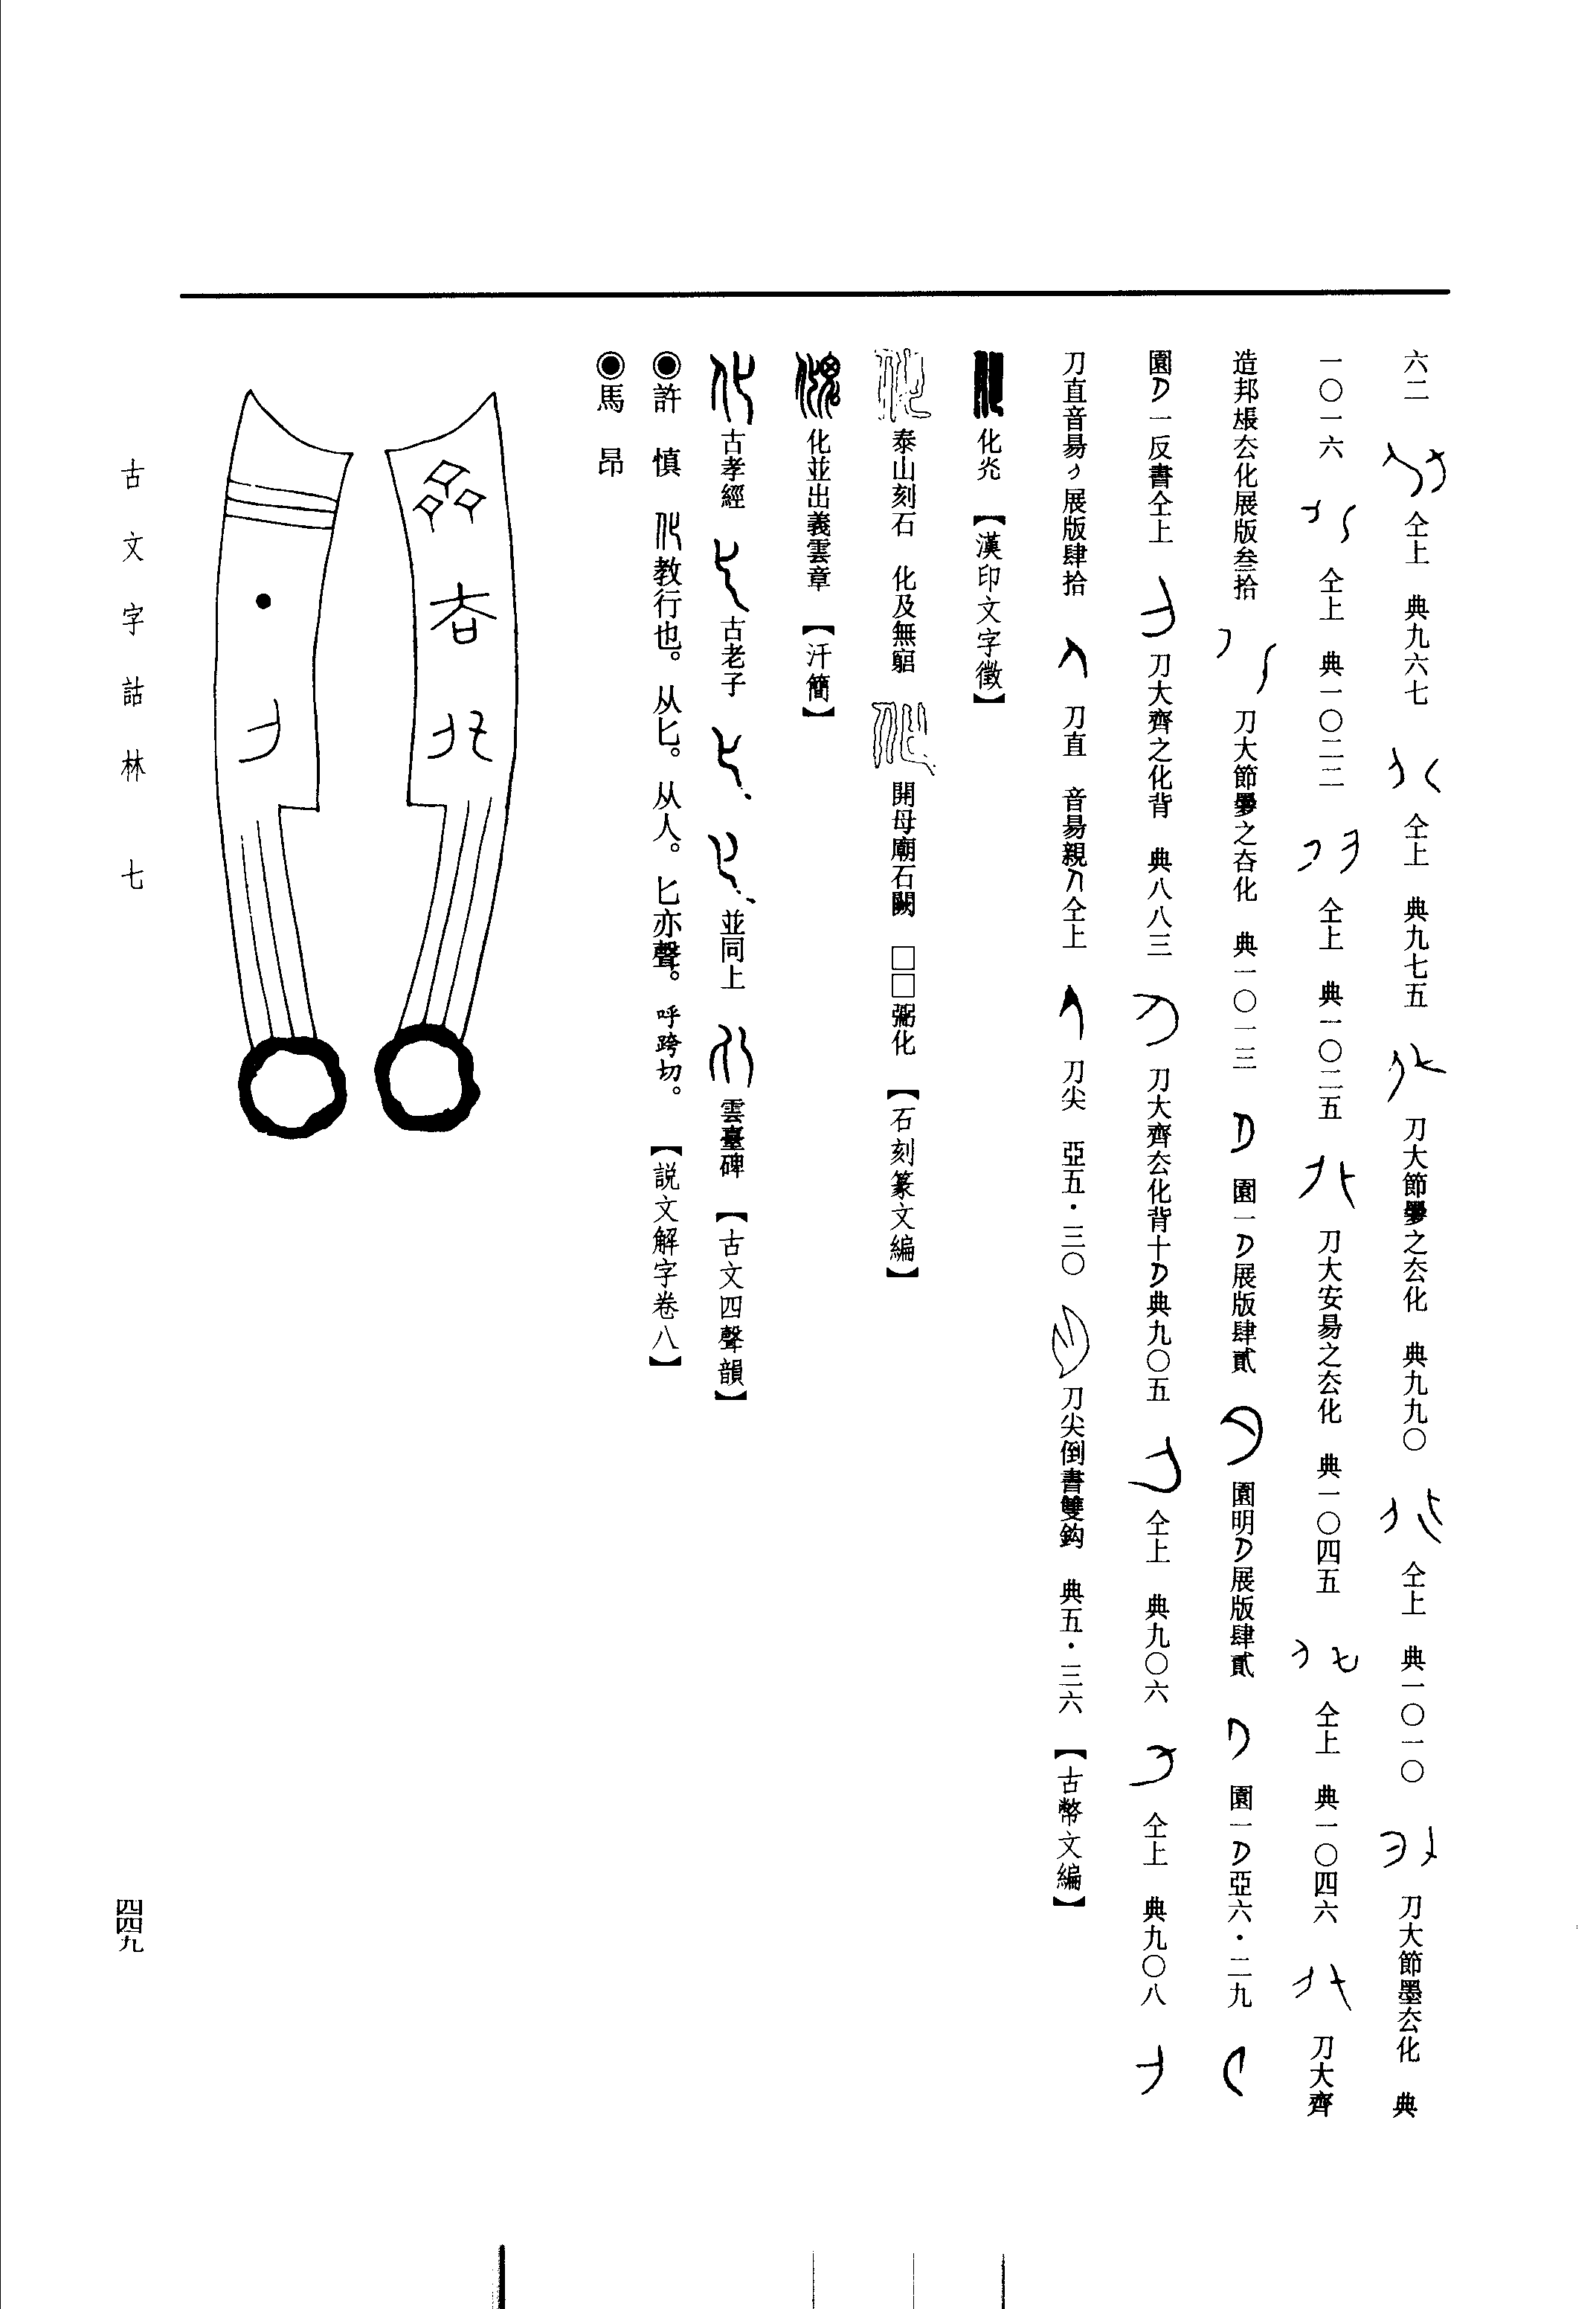 六二　仝上　典九六七　仝上　典九七五　刀大節之厺化　典九九〇　仝上　典一〇一〇　刀大節墨厺化　典
一〇一六　仝上　典一〇二二　仝上　典一〇二五　刀大安昜之厺化　典一〇四五　仝上　典一〇四六　刀大齊
造邦厺化展版叁拾　刀大節之化　典一〇一三　圜一展版肆貳　圜明展版肆貳　圜一亞六·二九
圜一反書仝上　刀大齊之化背　典八八三　刀大齊厺化背十典九〇五　仝上　典九〇六　仝上　典九〇八
刀直音昜展版肆拾　刀直　音昜親仝上　刀尖　亞五·三〇　刀尖倒書雙鈎　典五·三六　【古幣文編】
化　【漢印文字徵】
泰山刻石　化及無窮　開母廟石闕　□□弼化　【石刻篆文編】
化並出義雲章　【汗簡】
古孝經　古老子　並同上　雲臺碑　【古文四聲韻】
◉許　慎　教行也。从匕。从人。匕亦聲。呼跨切。　【説文解字卷八】
◉馬　昂
古文字詁林　七
四四九